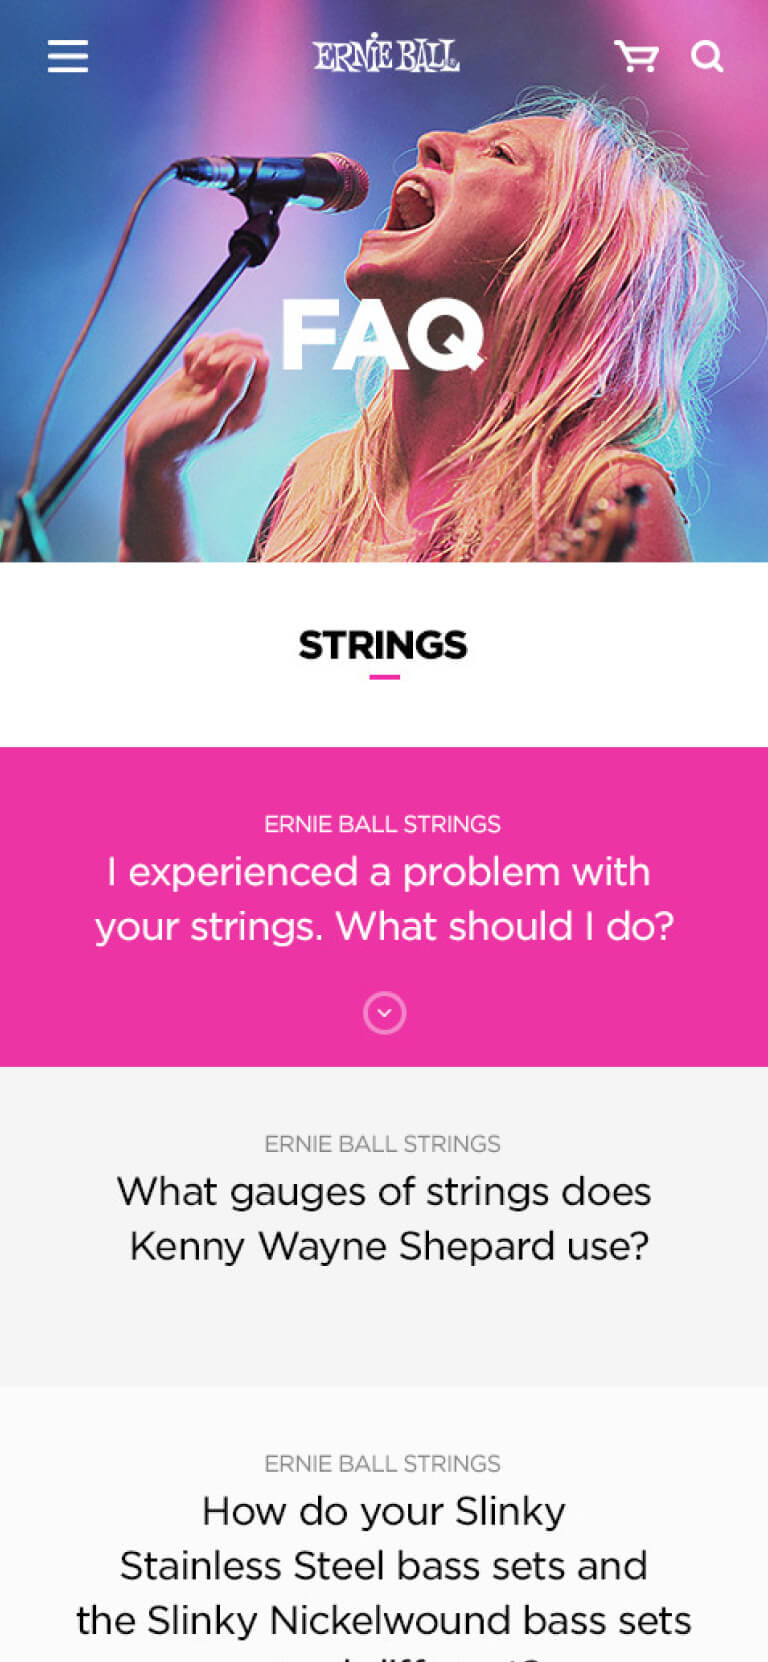 ERNIE BALL
FAQ
STRINGS
ERNIE BALL STRINGS
I experienced a problem with
your strings. What should I do?
ERNIE BALL STRINGS
What gauges of strings does
Kenny Wayne Shepard use?
ERNIE BALL STRINGS
How do your Slinky
Stainless Steel bass sets and
the Slinky Nickelwound bass sets